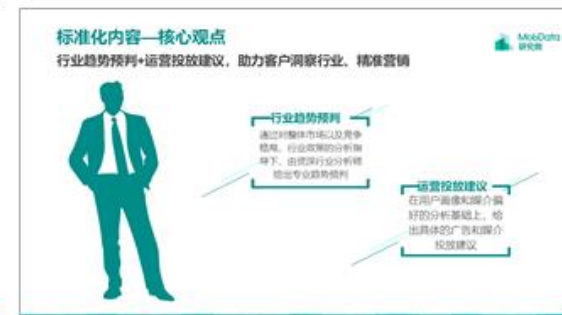 标准化内容—核心观点
MobData
研究院
行业趋势预判+运营投放建议，助力客户洞察行业、精准营销
行业趋势预判
通过对整体市场以及竞争
格局、行业政策的分析指
导下，由资深行业分析师
给出专业趋势预判
运营投放建议
在用户画像和媒介偏
好的分析基础上，给
出具体的广告和媒介
投放建议